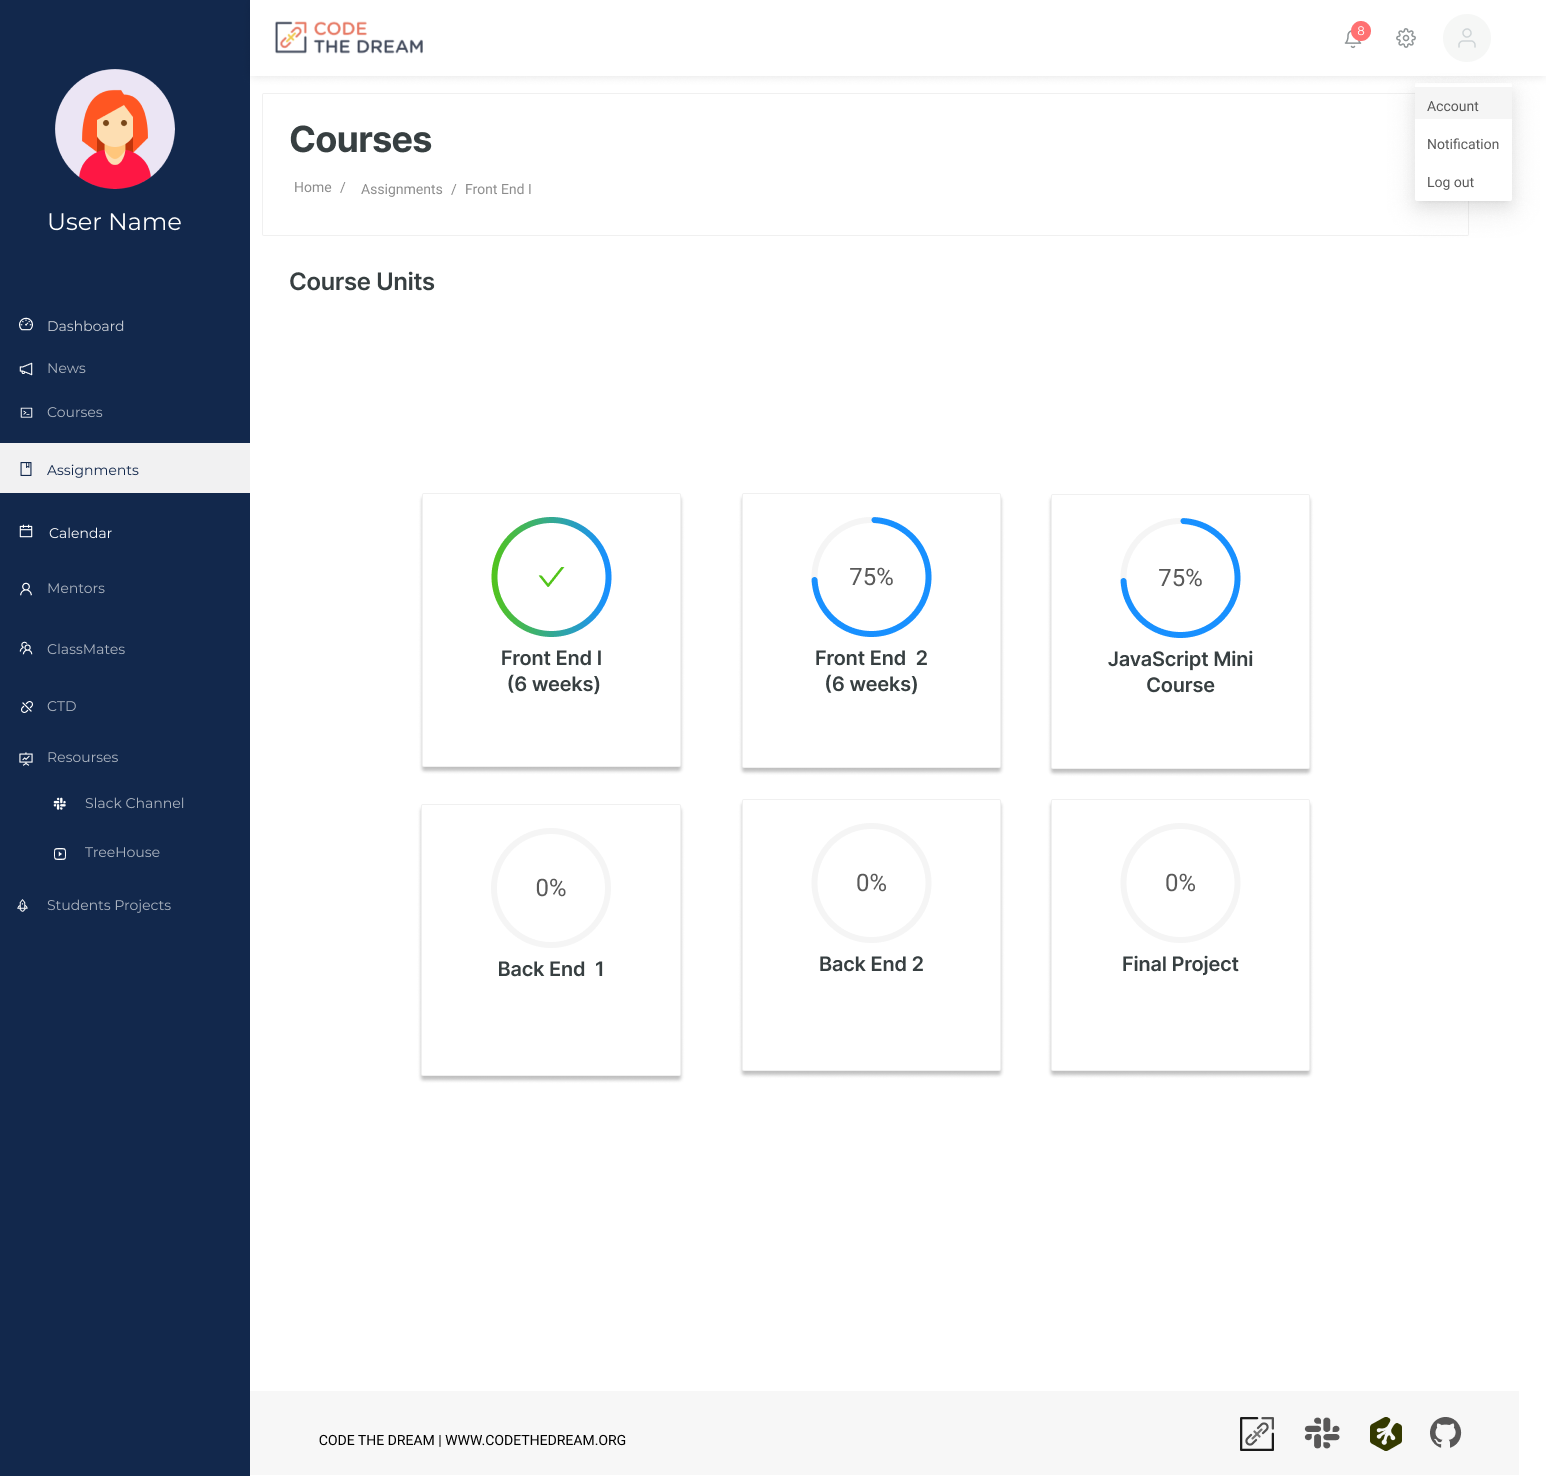 CODE
THE DREAM
8
User Name
Dashboard
News
Courses
Assignments
Calendar
Mentors
ClassMates
CTD
Resourses
Slack Channel
TreeHouse
Students Projects
Courses
Home / Assignments / Front End I
Account
Notification
Log out
Course Units
Front End I
(6 weeks)
75%
Front End 2
(6 weeks)
75%
JavaScript Mini
Course
0%
Back End 1
0%
Back End 2
0%
Final Project
CODE THE DREAM | WWW.CODETHEDREAM.ORG